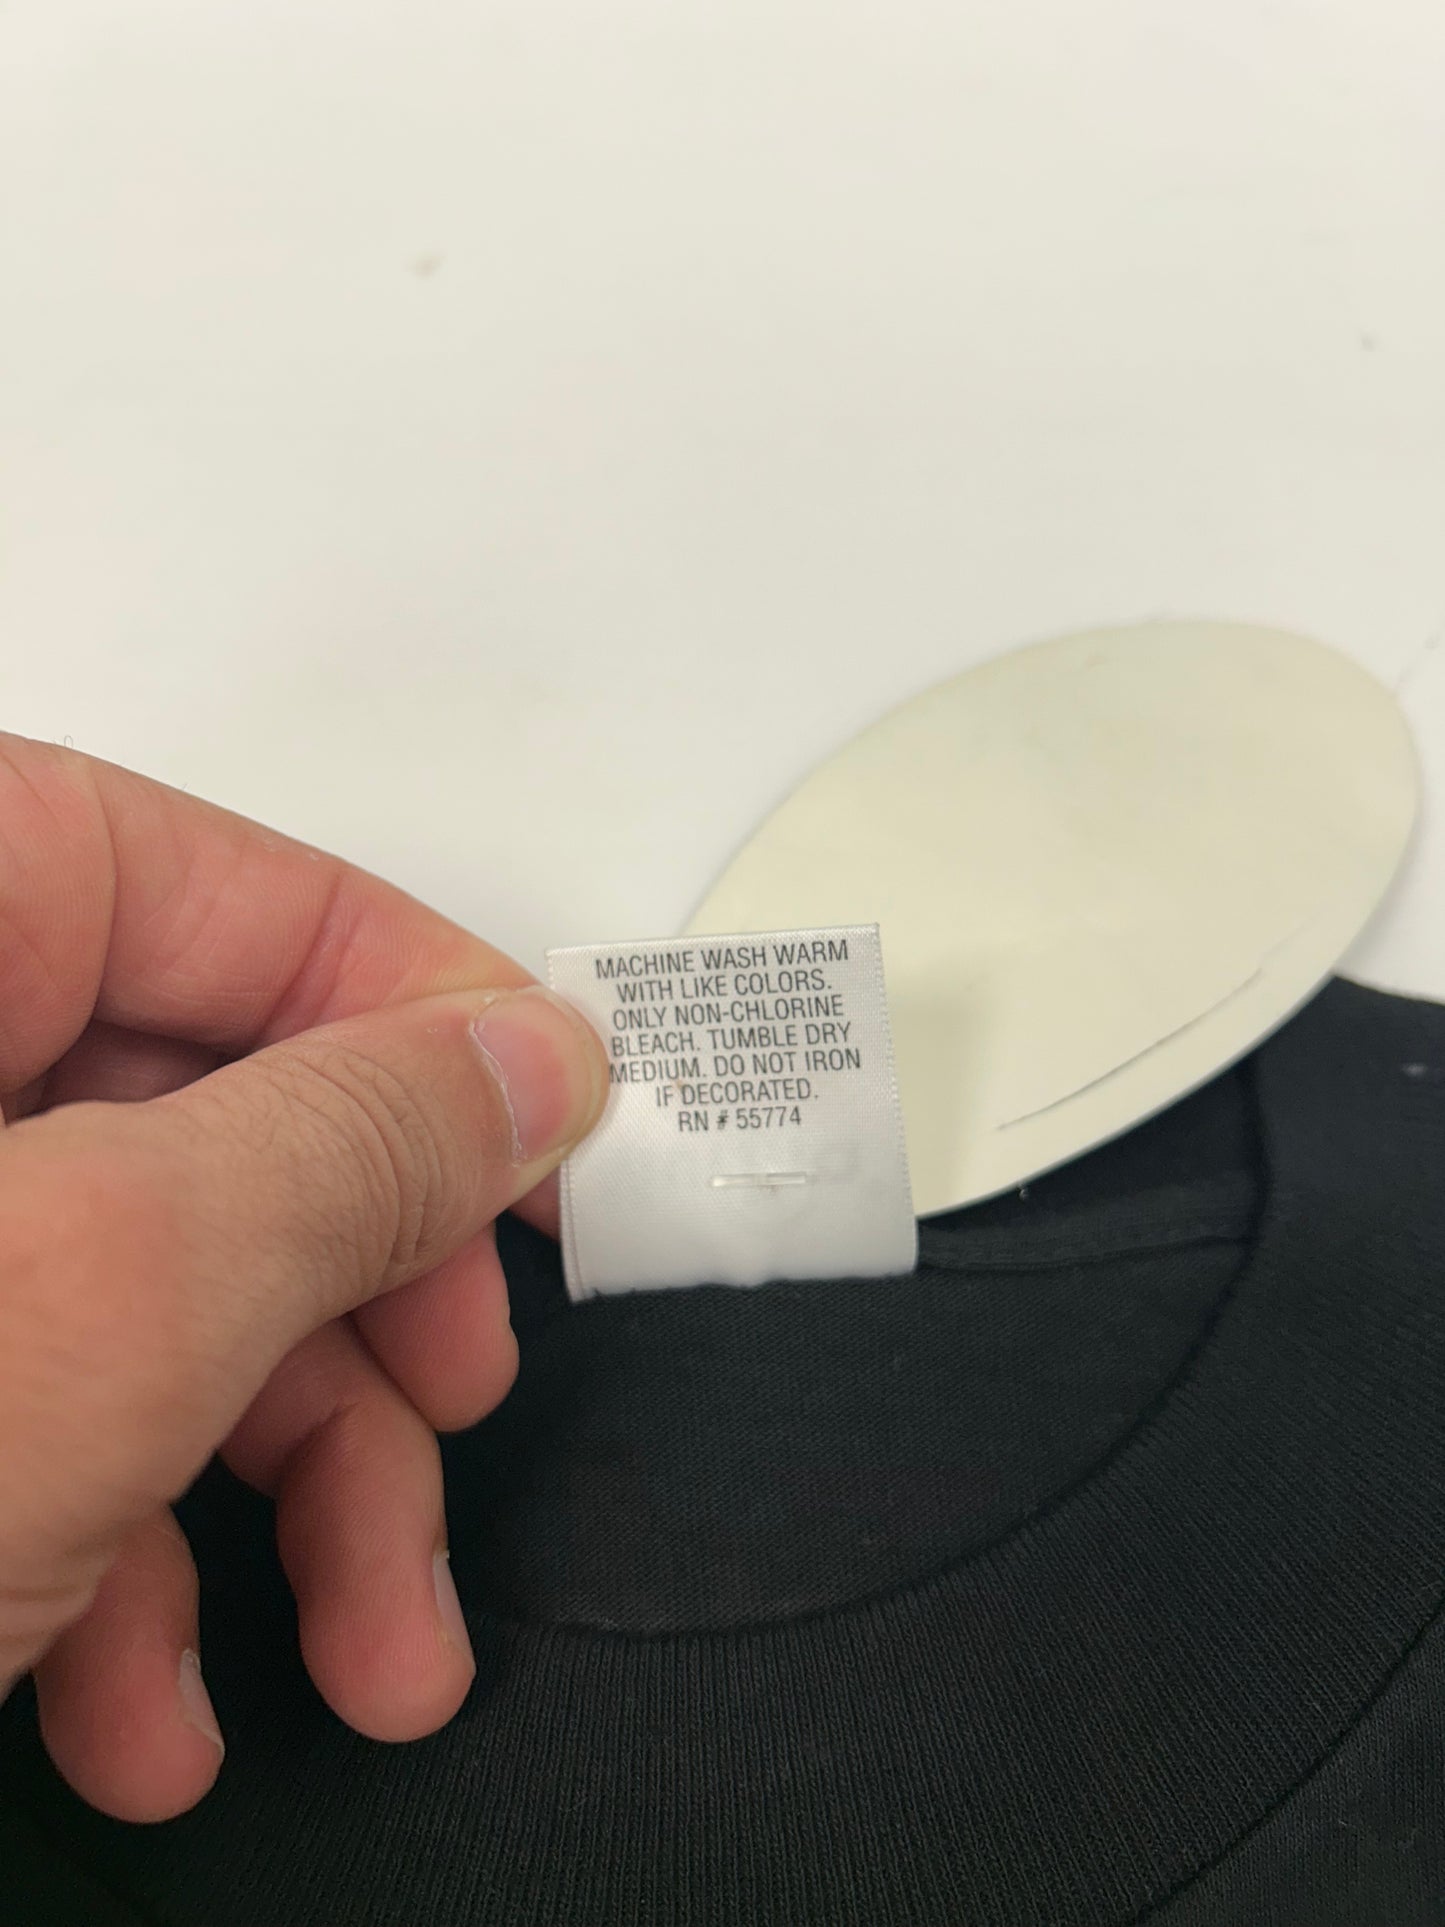 MACHINE WASH WARM
WITH LIKE COLORS.
ONLY NON-CHLORINE
BLEACH. TUMBLE DRY
MEDIUM. DO NOT IRON
IF DECORATED.
RN # 55774